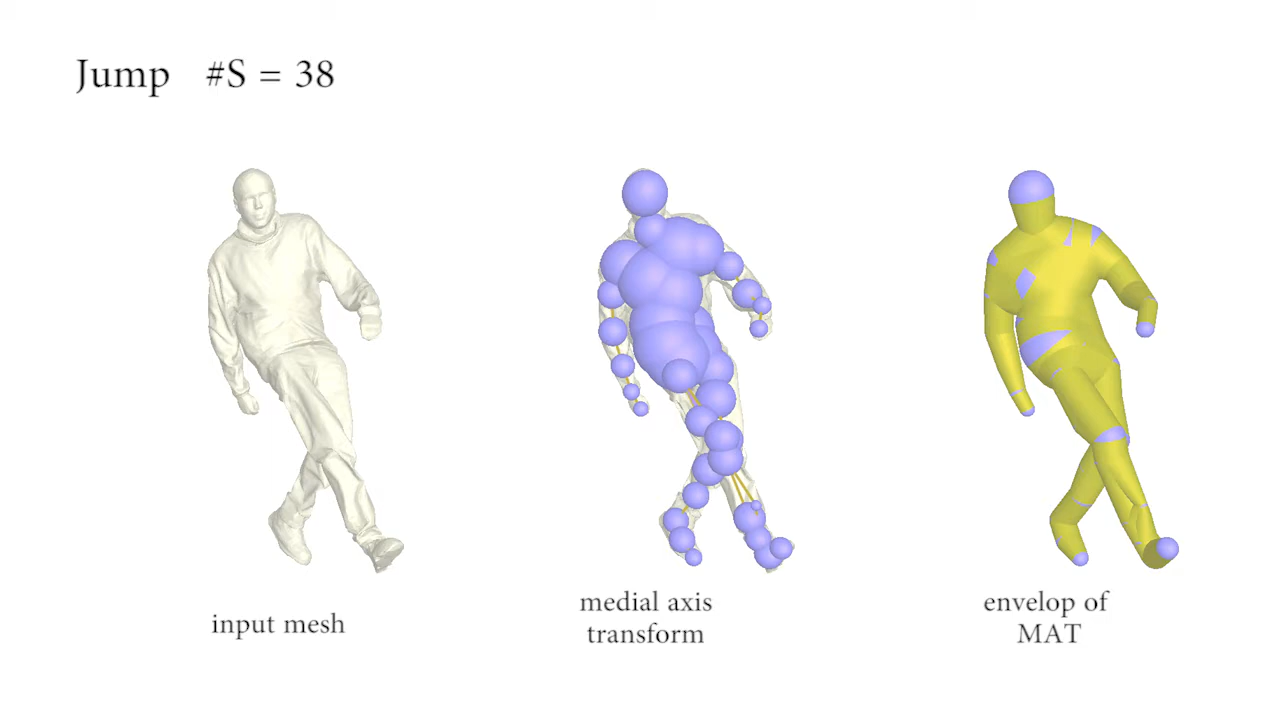 Jump #S = 38
input mesh
medial axis
transform
envelop of
MAT